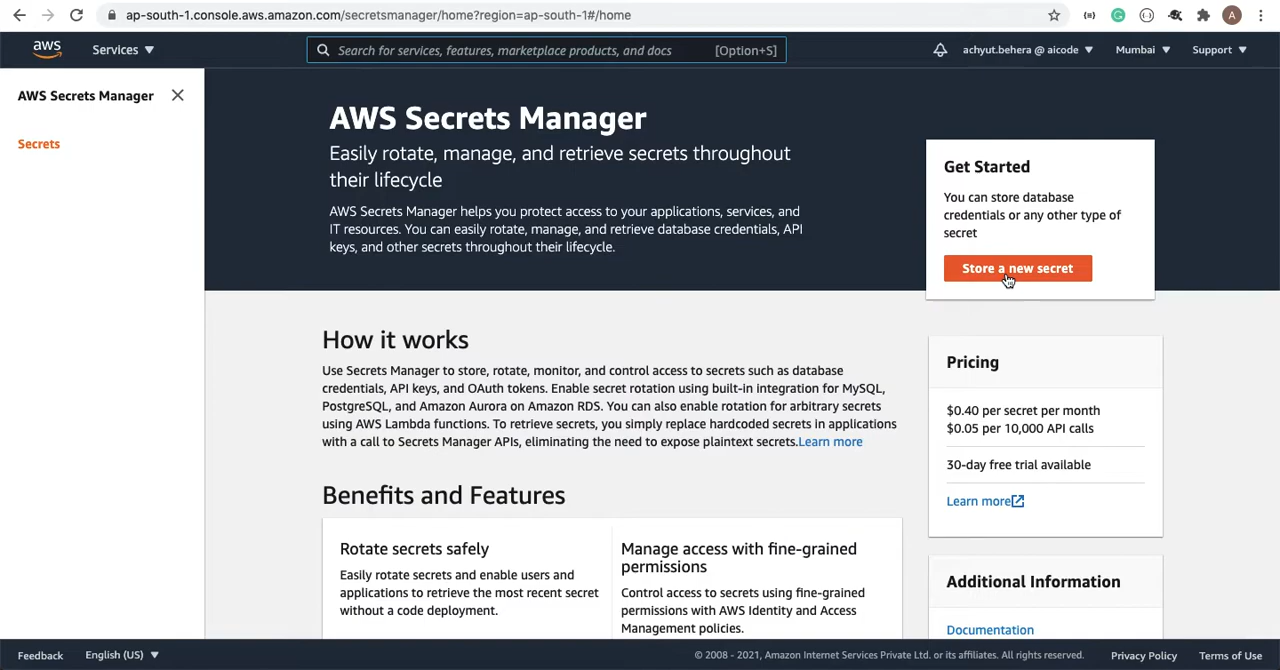 ap-south-1.console.aws.amazon.com/secretsmanager/home?region=ap-south-1#/home
A
aws
Services
Search for services, features, marketplace products, and docs
[Option+S]
achyut.behera @ aicode
Mumbai
Support
AWS Secrets Manager
Secrets
AWS Secrets Manager
Easily rotate, manage, and retrieve secrets throughout
their lifecycle
AWS Secrets Manager helps you protect access to your applications, services, and
IT resources. You can easily rotate, manage, and retrieve database credentials, API
keys, and other secrets throughout their lifecycle.
Get Started
You can store database
credentials or any other type of
secret
Store a new secret
How it works
Use Secrets Manager to store, rotate, monitor, and control access to secrets such as database
credentials, API keys, and OAuth tokens. Enable secret rotation using built-in integration for MySQL,
PostgreSQL, and Amazon Aurora on Amazon RDS. You can also enable rotation for arbitrary secrets
using AWS Lambda functions. To retrieve secrets, you simply replace hardcoded secrets in applications
with a call to Secrets Manager APIs, eliminating the need to expose plaintext secrets.Learn more
Pricing
$0.40 per secret per month
$0.05 per 10,000 API calls
30-day free trial available
Learn more
Benefits and Features
Rotate secrets safely
Easily rotate secrets and enable users and
applications to retrieve the most recent secret
without a code deployment.
Manage access with fine-grained
permissions
Control access to secrets using fine-grained
permissions with AWS Identity and Access
Management policies.
Additional Information
Documentation
Feedback
English (US)
© 2008 - 2021, Amazon Internet Services Private Ltd. or its affiliates. All rights reserved.
Privacy Policy
Terms of Use